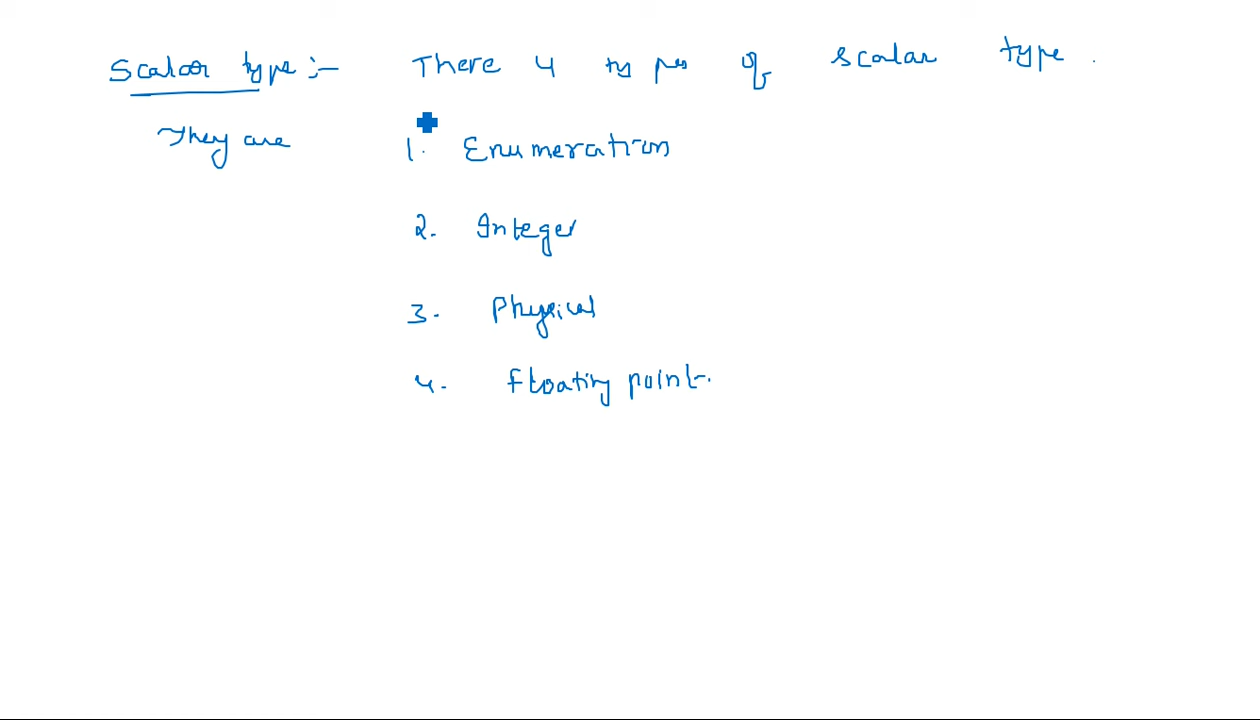 Scalar type :- There 4 types of scalar type.
They are
1. Enumeration
2. Integer
3. Physical
4. Floating point.